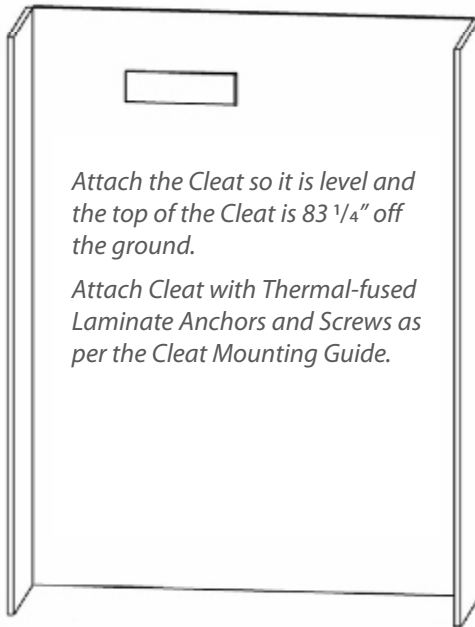 Attach the Cleat so it is level and
the top of the Cleat is 83 1/4" off
the ground.
Attach Cleat with Thermal-fused
Laminate Anchors and Screws as
per the Cleat Mounting Guide.